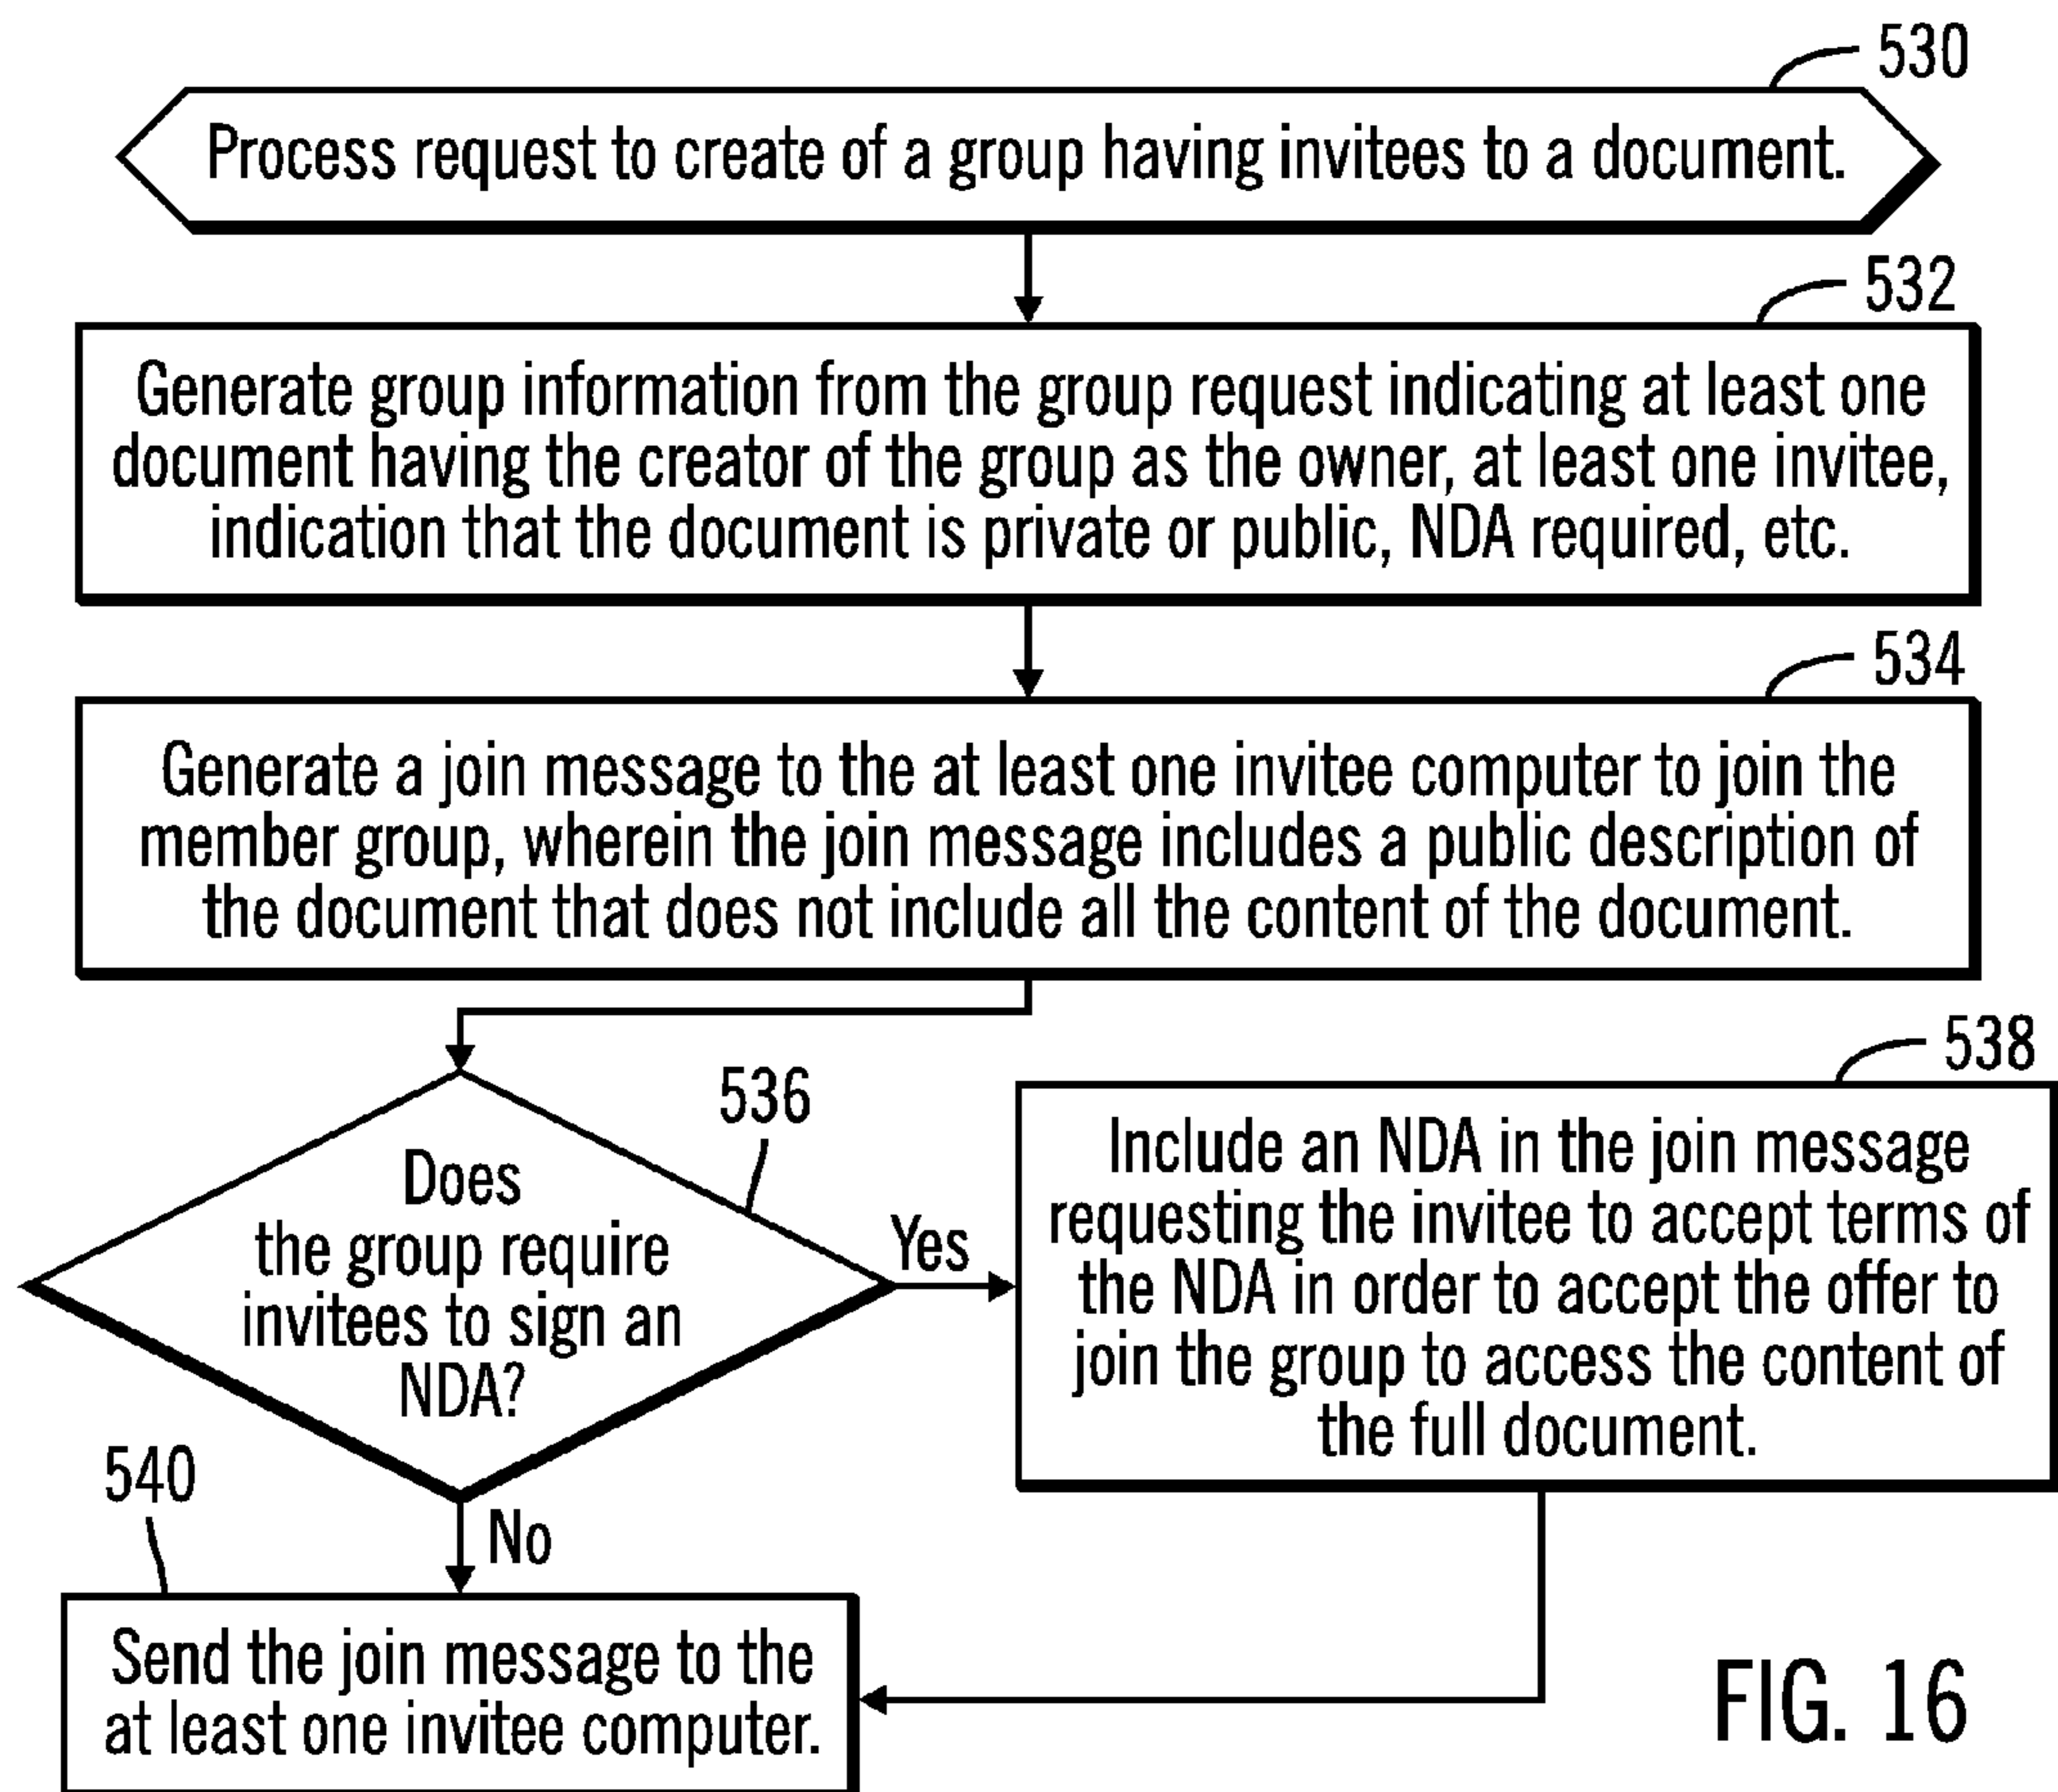 530
Process request to create of a group having invitees to a document.
532
Generate group information from the group request indicating at least one
document having the creator of the group as the owner, at least one invitee,
indication that the document is private or public, NDA required, etc.
534
Generate a join message to the at least one invitee computer to join the
member group, wherein the join message includes a public description of
the document that does not include all the content of the document.
536
Does
the group require
invitees to sign an
NDA?
Yes
538
Include an NDA in the join message
requesting the invitee to accept terms of
the NDA in order to accept the offer to
join the group to access the content of
the full document.
No
540
Send the join message to the
at least one invitee computer.
FIG. 16